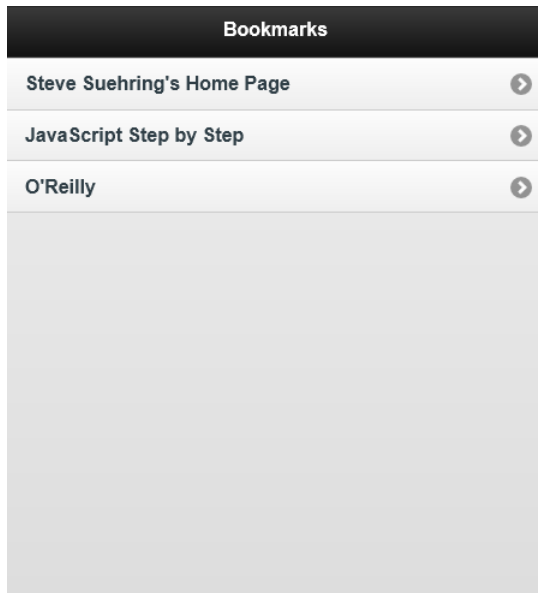 Bookmarks
Steve Suehring's Home Page
JavaScript Step by Step
O'Reilly